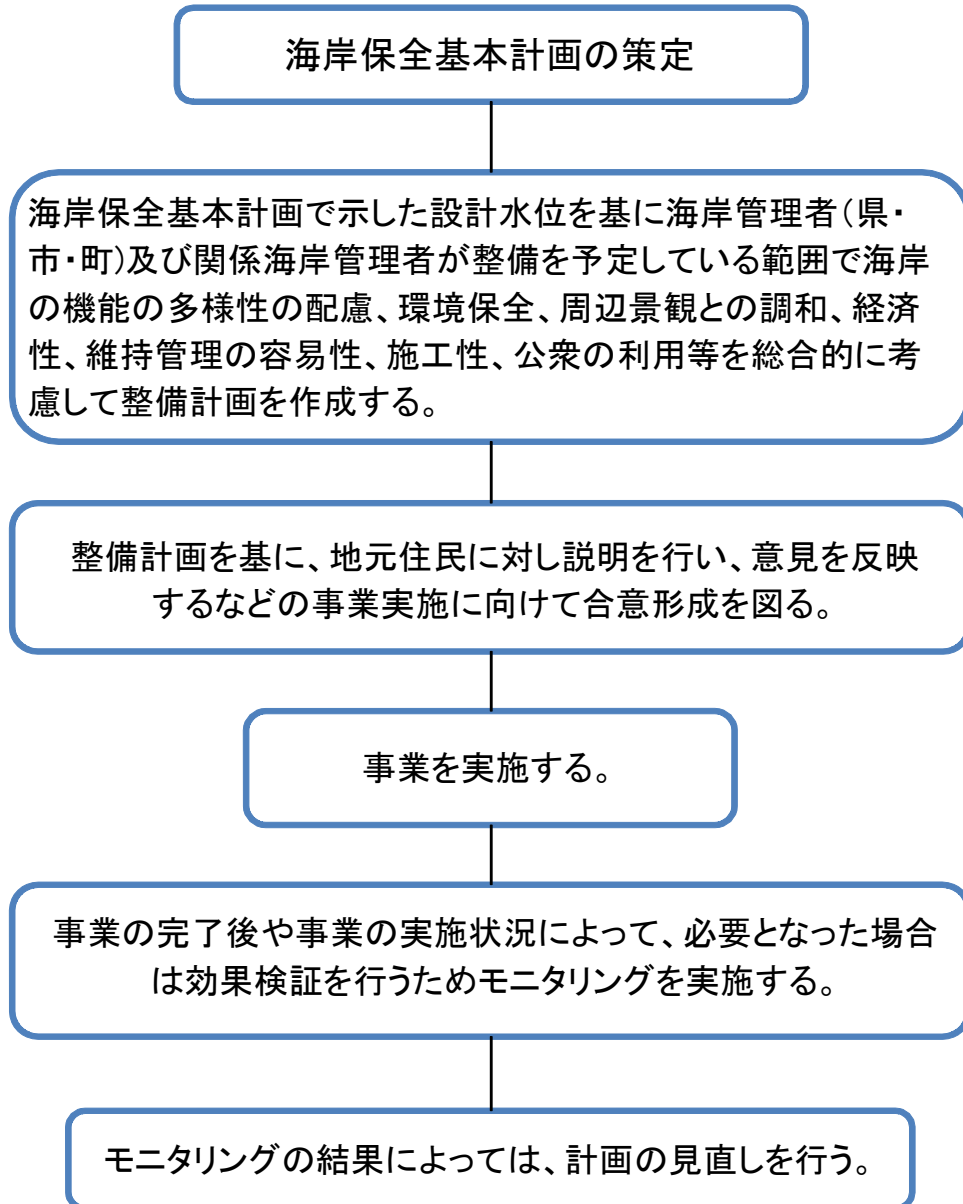 海岸保全基本計画の策定
海岸保全基本計画で示した設計水位を基に海岸管理者(県・
市・町)及び関係海岸管理者が整備を予定している範囲で海岸
の機能の多様性の配慮、環境保全、周辺景観との調和、経済
性、維持管理の容易性、施工性、公衆の利用等を総合的に考
慮して整備計画を作成する。
整備計画を基に、地元住民に対し説明を行い、意見を反映
するなどの事業実施に向けて合意形成を図る。
事業を実施する。
事業の完了後や事業の実施状況によって、必要となった場合
は効果検証を行うためモニタリングを実施する。
モニタリングの結果によっては、計画の見直しを行う。